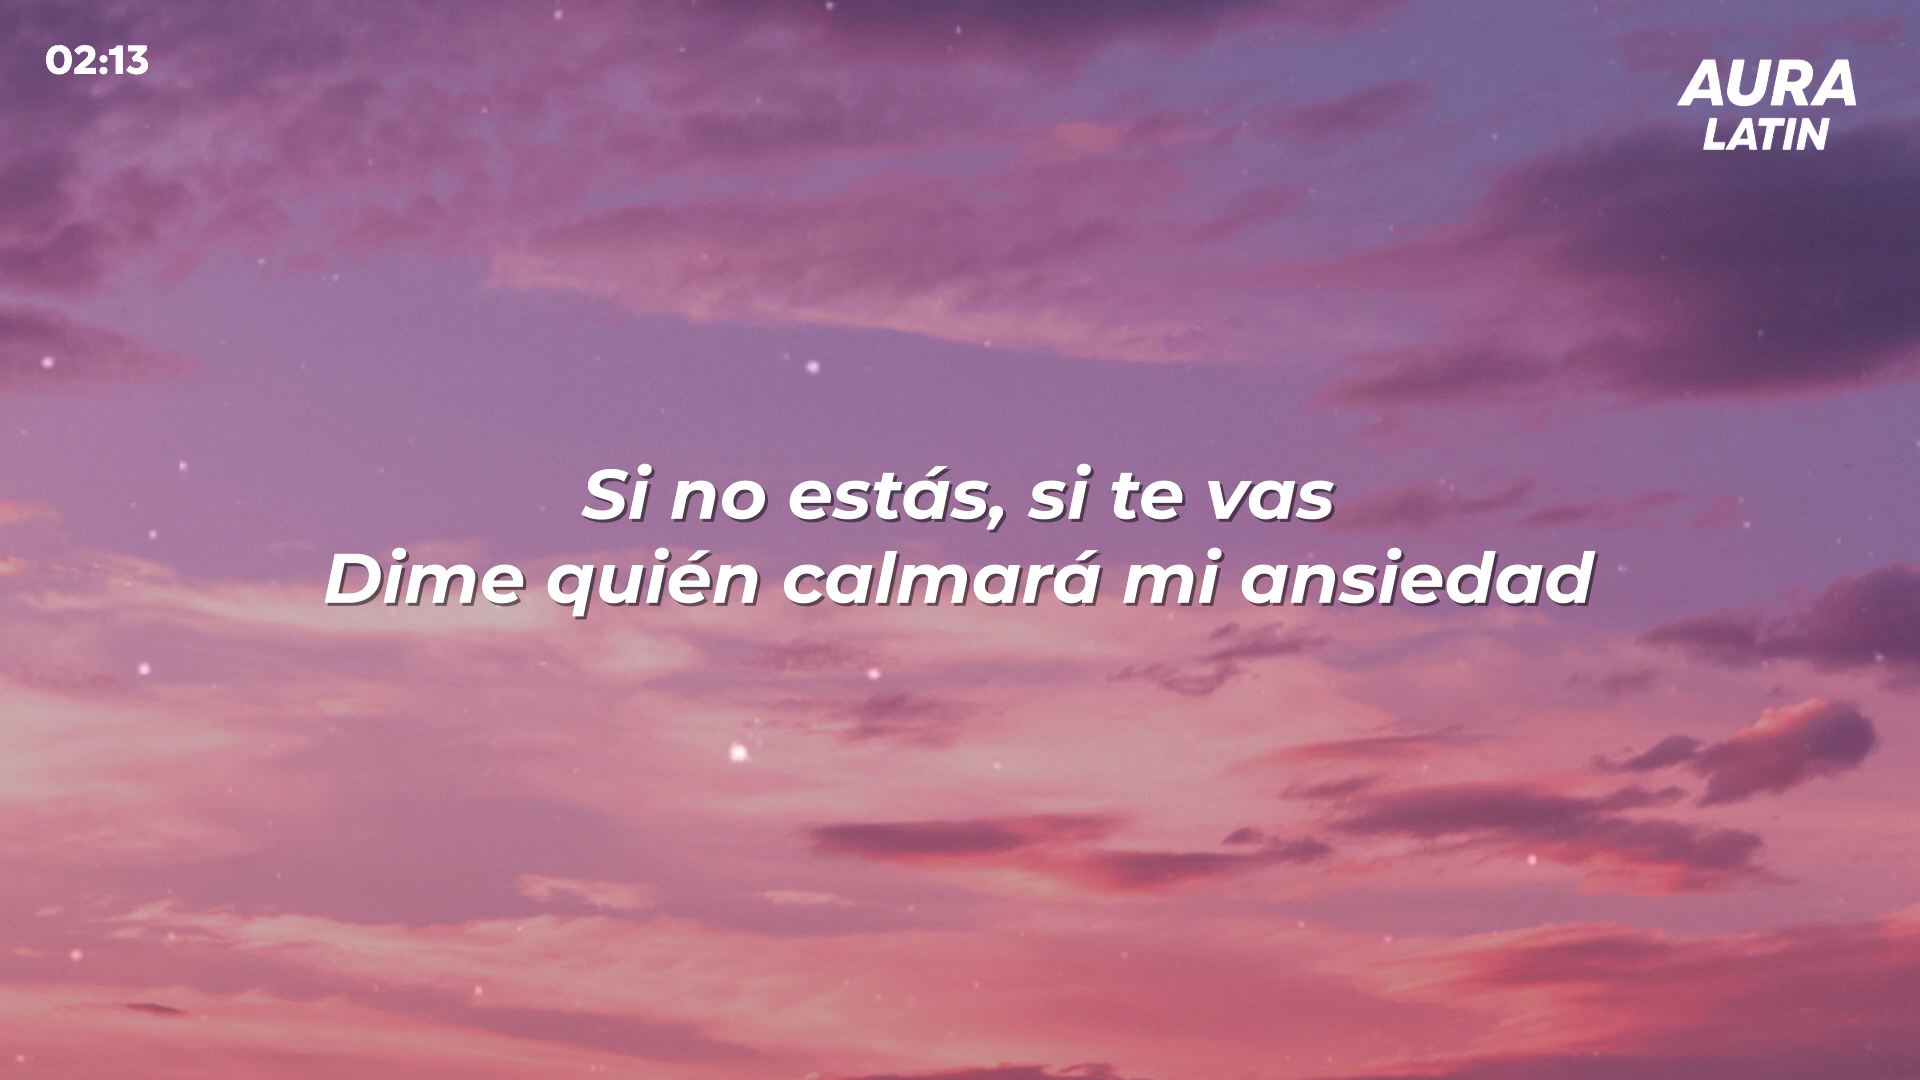 02:13
AURA
LATIN
Si no estás, si te vas
Dime quién calmará mi ansiedad